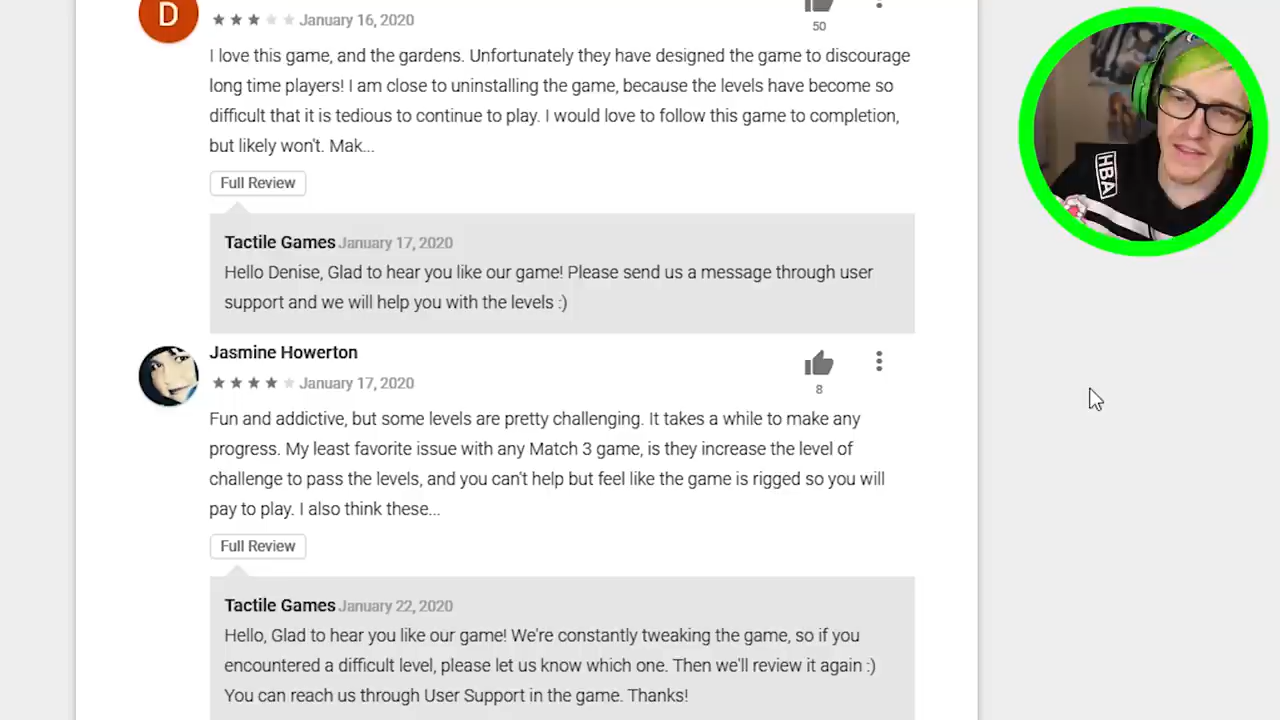 D
January 16, 2020
50
I love this game, and the gardens. Unfortunately they have designed the game to discourage
long time players! I am close to uninstalling the game, because the levels have become so
difficult that it is tedious to continue to play. I would love to follow this game to completion,
but likely won't. Mak...
Full Review
Tactile Games January 17, 2020
Hello Denise, Glad to hear you like our game! Please send us a message through user
support and we will help you with the levels :)
Jasmine Howerton
January 17, 2020
8
Fun and addictive, but some levels are pretty challenging. It takes a while to make any
progress. My least favorite issue with any Match 3 game, is they increase the level of
challenge to pass the levels, and you can't help but feel like the game is rigged so you will
pay to play. I also think these...
Full Review
Tactile Games January 22, 2020
Hello, Glad to hear you like our game! We're constantly tweaking the game, so if you
encountered a difficult level, please let us know which one. Then we'll review it again :)
You can reach us through User Support in the game. Thanks!
HBA